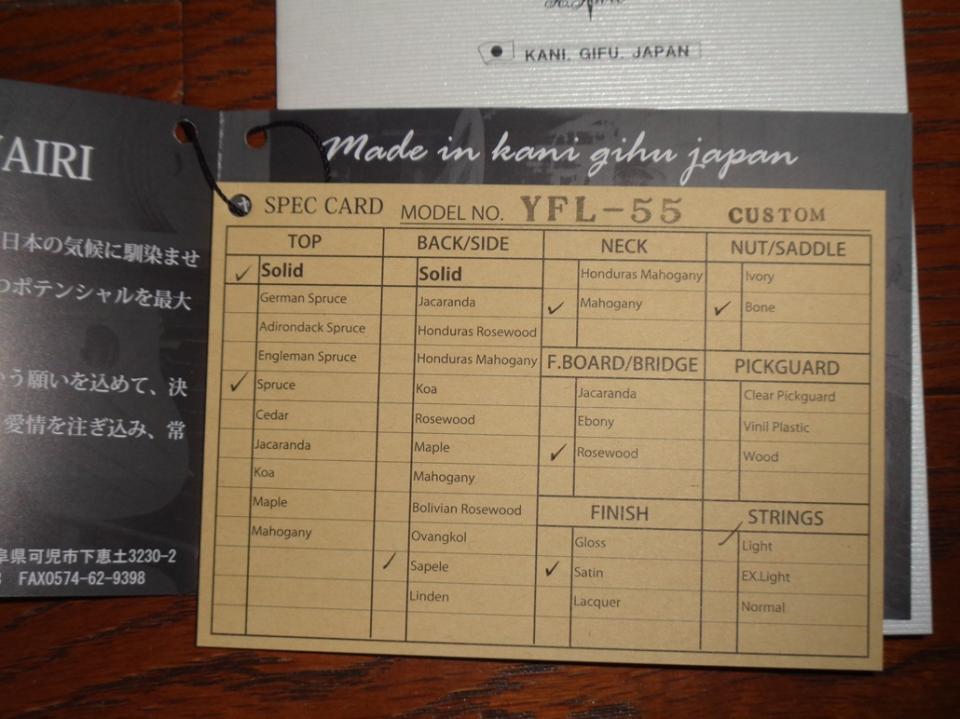 KANI, GIFU. JAPAN
Made in kani gihu japan
AIRI
日本の気候に馴染ませ
つポテンシャルを最大
う願いを込めて、決
愛情を注ぎ込み、常
県可児市下恵土3230-2
FAX0574-62-9398
SPEC CARD MODEL NO. YFL-55 CUSTOM
TOP
Solid
German Spruce
Adirondack Spruce
Engleman Spruce
Spruce
Cedar
Jacaranda
Koa
Maple
Mahogany
BACK/SIDE
Solid
Jacaranda
Honduras Rosewood
Honduras Mahogany
Koa
Rosewood
Maple
Mahogany
Bolivian Rosewood
Ovangkol
Sapele
Linden
NECK
Honduras Mahogany
Mahogany
F.BOARD/BRIDGE
Jacaranda
Ebony
Rosewood
FINISH
Gloss
Satin
Lacquer
NUT/SADDLE
Ivory
Bone
PICKGUARD
Clear Pickguard
Vinil Plastic
Wood
STRINGS
Light
EX.Light
Normal